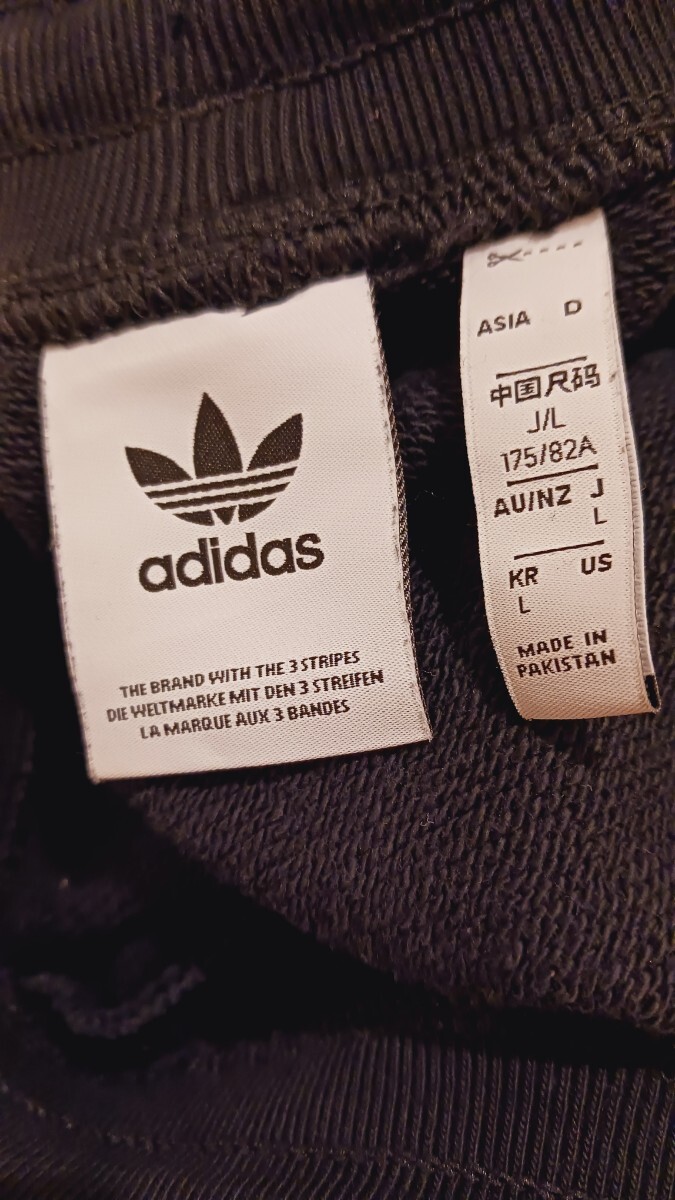 adidas
THE BRAND WITH THE 3 STRIPES
DIE WELTMARKE MIT DEN 3 STREIFEN
LA MARQUE AUX 3 BANDES
ASIA D
中国尺码
J/L
175/82A
AU/NZ J
L
KR US
L
MADE IN
PAKISTAN